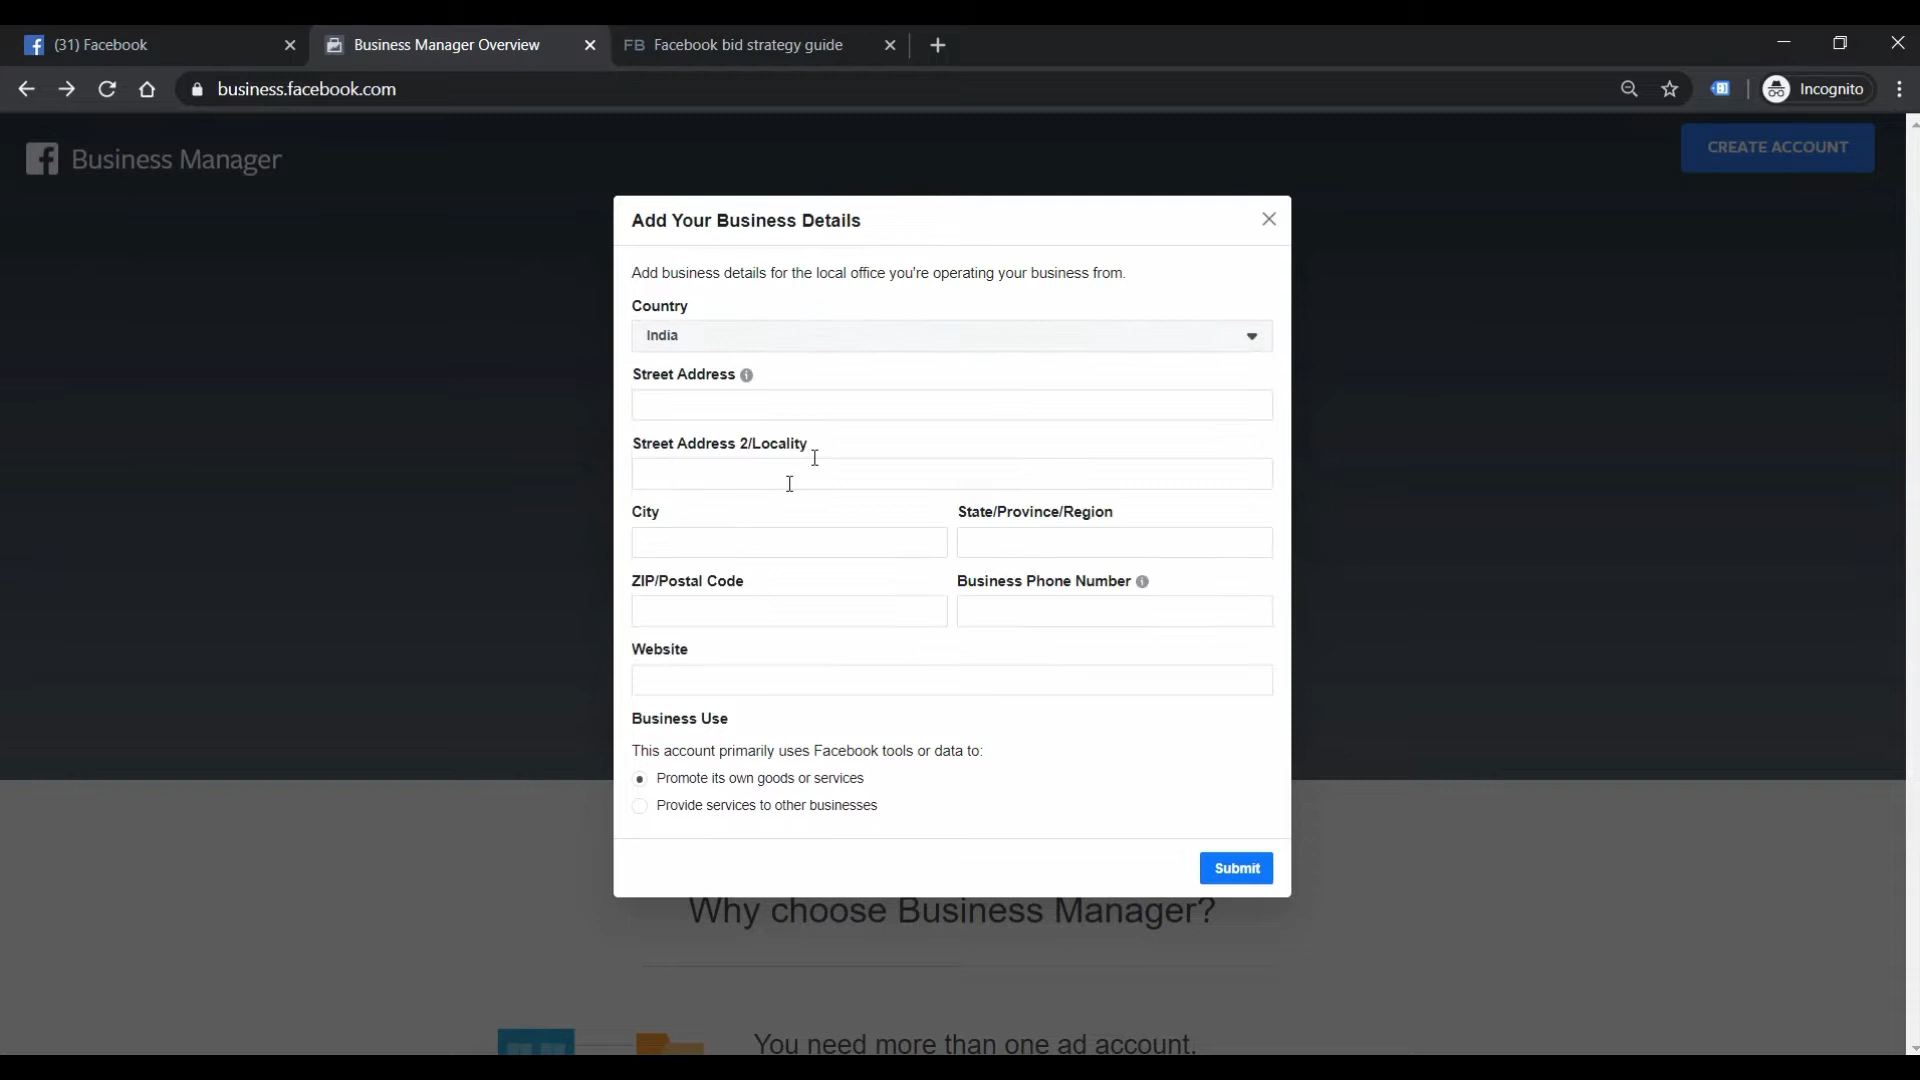 (31) Facebook
Business Manager Overview
FB Facebook bid strategy guide
business.facebook.com
Incognito
Business Manager
CREATE ACCOUNT
Add Your Business Details
Add business details for the local office you're operating your business from.
Country
India
Street Address
Street Address 2/Locality
City
State/Province/Region
ZIP/Postal Code
Business Phone Number
Website
Business Use
This account primarily uses Facebook tools or data to:
Promote its own goods or services
Provide services to other businesses
Submit
Why choose Business Manager?
You need more than one ad account.